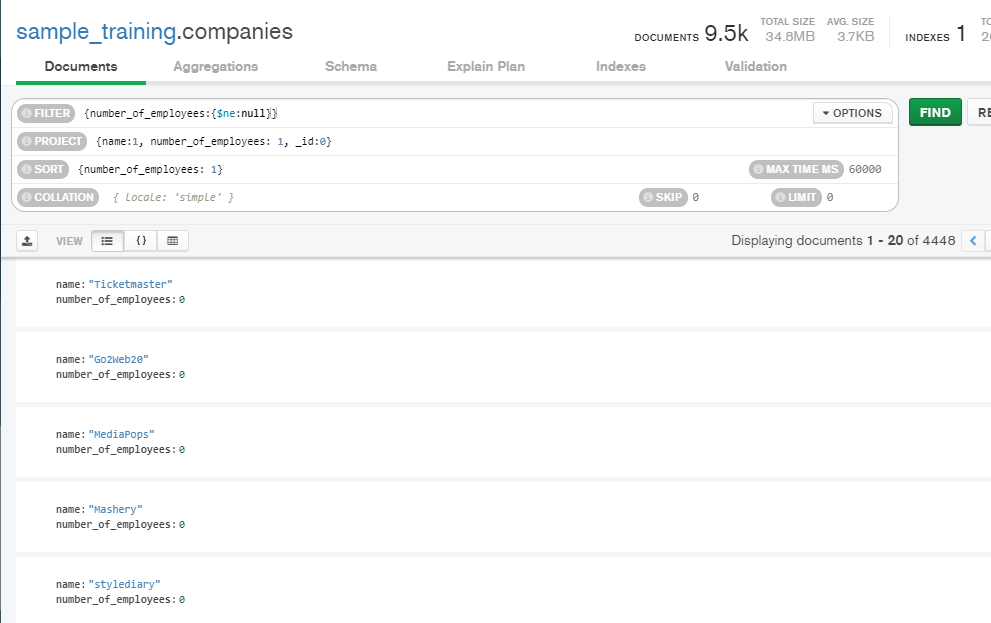 sample_training.companies
DOCUMENTS 9.5k TOTAL SIZE 34.8MB AVG. SIZE 3.7KB INDEXES 1
Documents Aggregations Schema Explain Plan Indexes Validation
FILTER {number_of_employees:{$ne:null}} OPTIONS FIND RE
PROJECT {name:1, number_of_employees: 1, _id:0}
SORT {number_of_employees: 1} MAX TIME MS 60000
COLLATION { locale: 'simple' } SKIP 0 LIMIT 0
VIEW {} Displaying documents 1 - 20 of 4448 <
name: "Ticketmaster"
number_of_employees: 0
name: "Go2Web20"
number_of_employees: 0
name: "MediaPops"
number_of_employees: 0
name: "Mashery"
number_of_employees: 0
name: "stylediary"
number_of_employees: 0